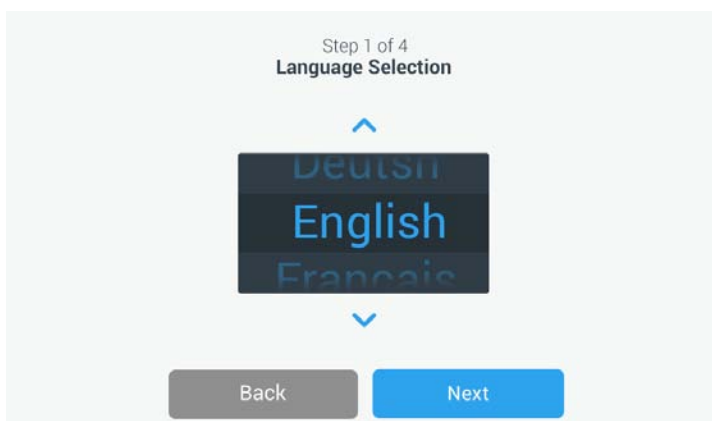 Step 1 of 4
Language Selection
Deutsh
English
Francais
Back
Next